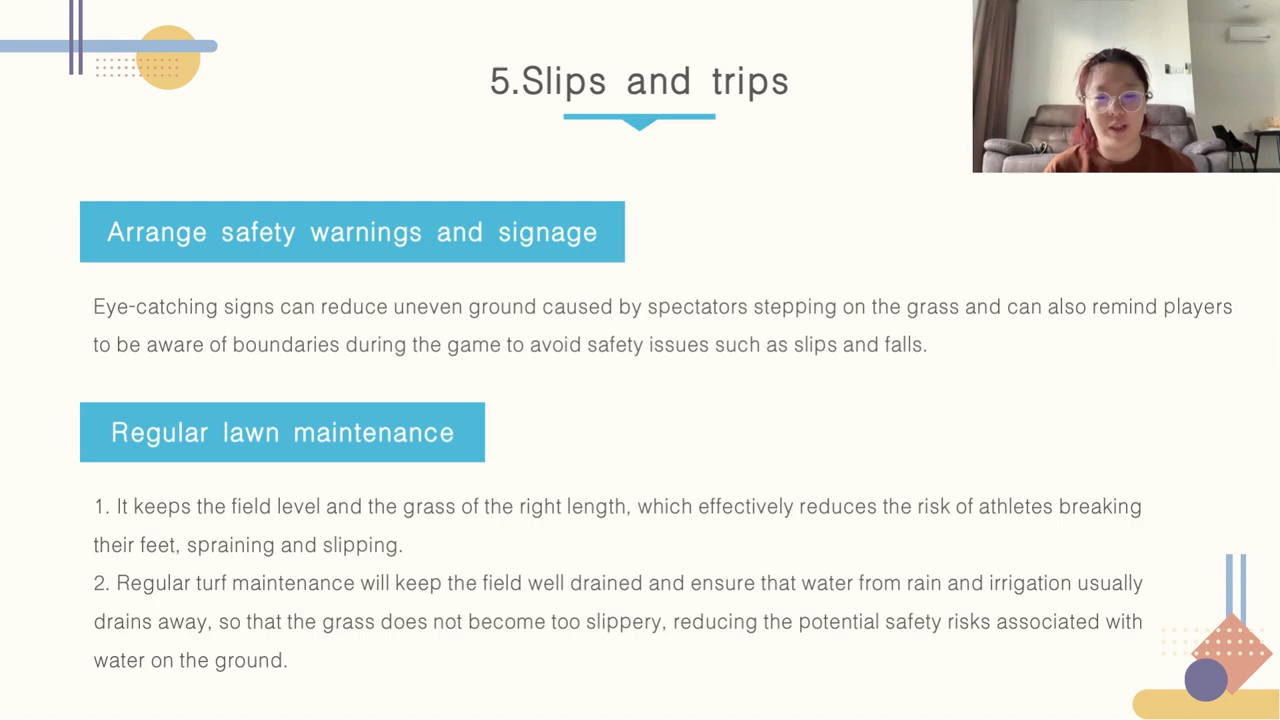 5.Slips and trips
Arrange safety warnings and signage
Eye-catching signs can reduce uneven ground caused by spectators stepping on the grass and can also remind players
to be aware of boundaries during the game to avoid safety issues such as slips and falls.
Regular lawn maintenance
1. It keeps the field level and the grass of the right length, which effectively reduces the risk of athletes breaking
their feet, spraining and slipping.
2. Regular turf maintenance will keep the field well drained and ensure that water from rain and irrigation usually
drains away, so that the grass does not become too slippery, reducing the potential safety risks associated with
water on the ground.